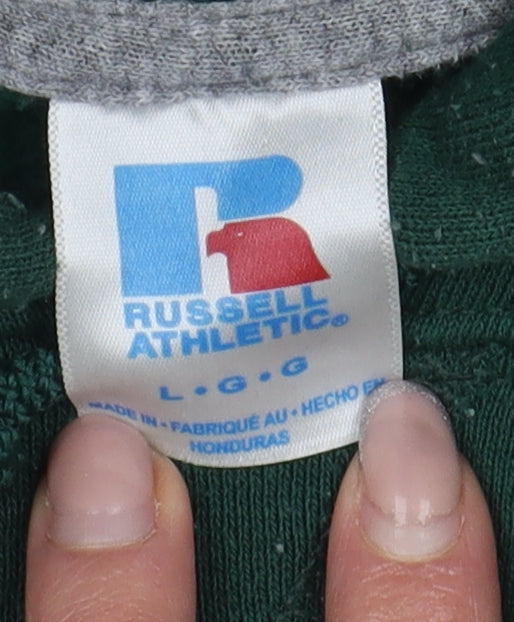 RUSSELL
ATHLETIC®
L • G • G
MADE IN • FABRIQUÉ AU • HECHO EN
HONDURAS